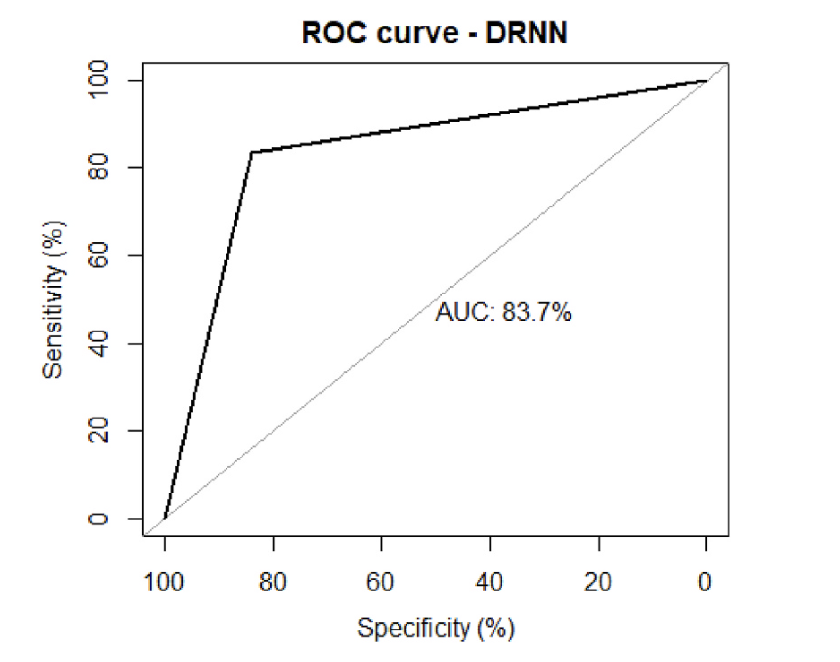 ROC curve - DRNN
100
80
60
40
20
0
Sensitivity (%)
AUC: 83.7%
100 80 60 40 20 0
Specificity (%)